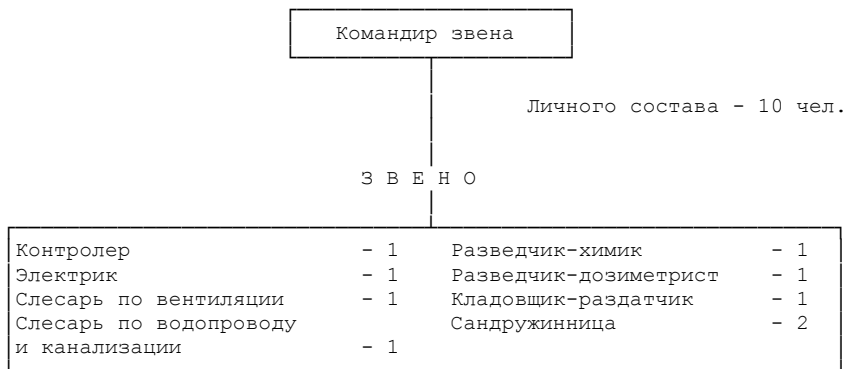 Командир звена
Личного состава - 10 чел.
З В Е Н О
Контролер - 1 Разведчик-химик - 1
Электрик - 1 Разведчик-дозиметрист - 1
Слесарь по вентиляции - 1 Кладовщик-раздатчик - 1
Слесарь по водопроводу Сандружинница - 2
и канализации - 1